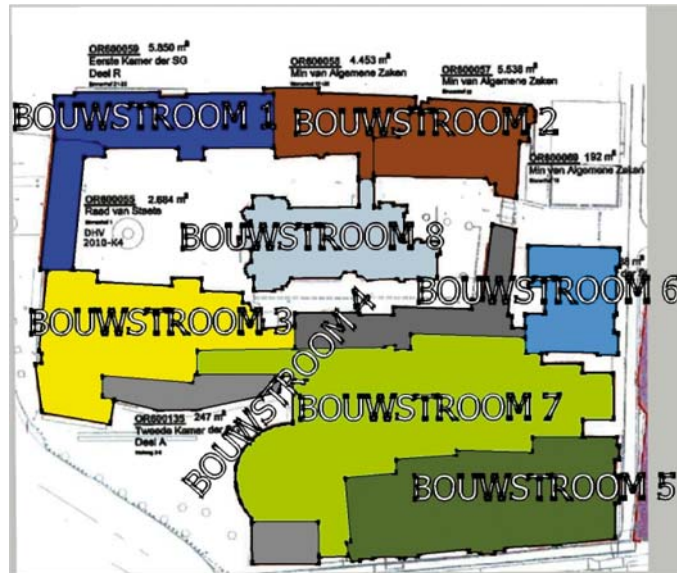 OR600059 5.850 m²
Eerste Kamer der SG
Deel R
OR600058 4.453 m²
Min van Algemene Zaken
OR600057 5.538 m²
Min van Algemene Zaken
BOUWSTROOM 1
BOUWSTROOM 2
OR600069 192 m²
Min van Algemene Zaken
OR600055 2.684 m²
Raad van State
DHV
2010-K4
BOUWSTROOM 8
BOUWSTROOM 6
BOUWSTROOM 3
BOUWSTROOM 4
BOUWSTROOM 7
OR600135 247 m²
Tweede Kamer der
Deel A
BOUWSTROOM 5